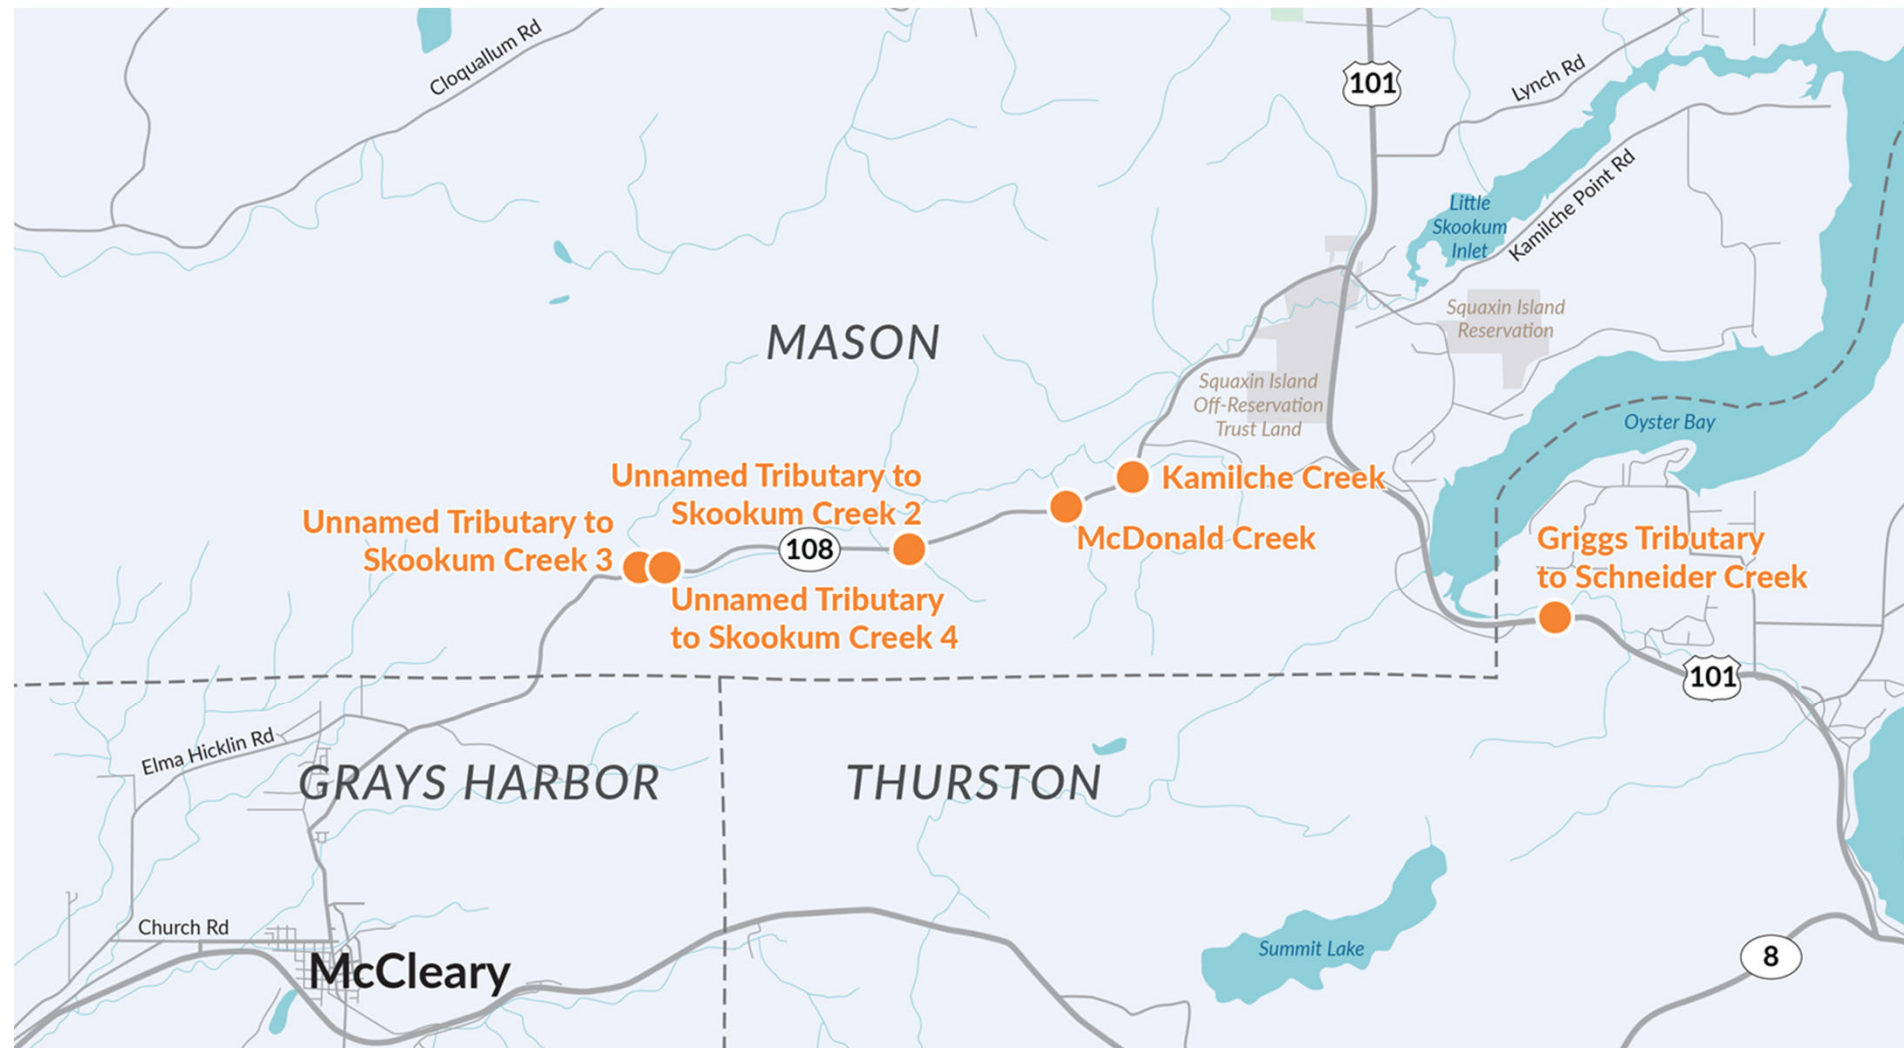 Cloquallum Rd
101
Lynch Rd
Kamilche Point Rd
Little
Skookum
Inlet
Squaxin Island
Reservation
MASON
Squaxin Island
Off-Reservation
Trust Land
Oyster Bay
Unnamed Tributary to
Skookum Creek 2
Kamilche Creek
Unnamed Tributary to
Skookum Creek 3
108
McDonald Creek
Griggs Tributary
to Schneider Creek
Unnamed Tributary
to Skookum Creek 4
101
Elma Hicklin Rd
GRAYS HARBOR
THURSTON
Church Rd
McCleary
Summit Lake
8